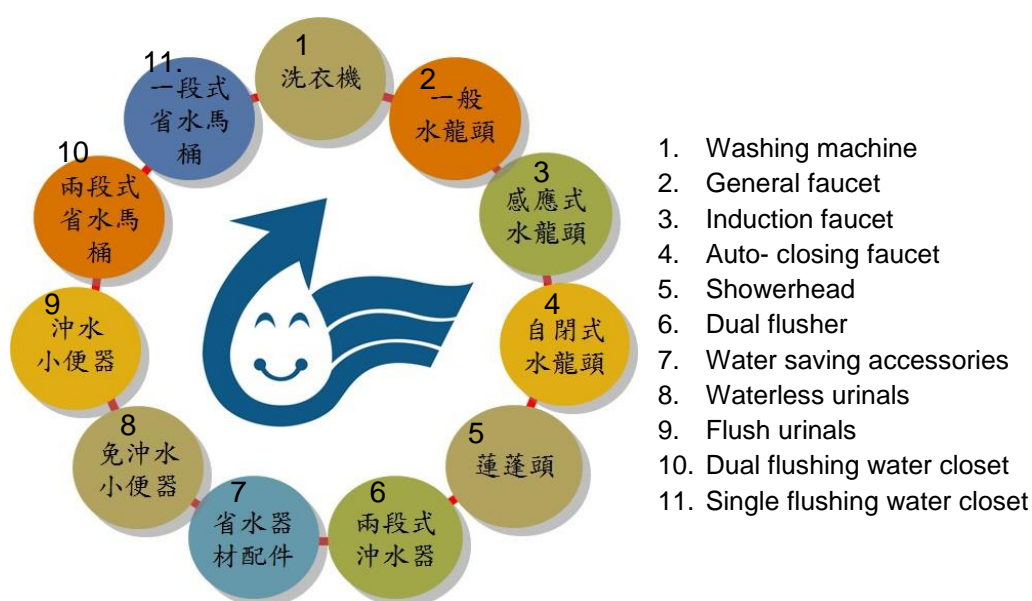 1
洗衣機
2
一般
水龍頭
3
感應式
水龍頭
4
自閉式
水龍頭
5
蓮蓬頭
6
兩段式
沖水器
7
省水器
材配件
8
免沖水
小便器
9
沖水
小便器
10
兩段式
省水馬
桶
11.
一段式
省水馬
桶
1. Washing machine
2. General faucet
3. Induction faucet
4. Auto- closing faucet
5. Showerhead
6. Dual flusher
7. Water saving accessories
8. Waterless urinals
9. Flush urinals
10. Dual flushing water closet
11. Single flushing water closet